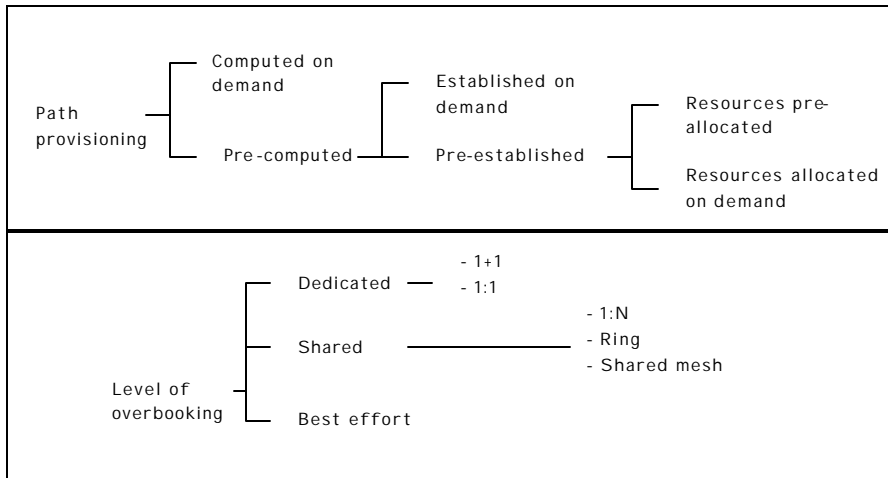 Computed on
demand
Path
provisioning
Pre-computed
Established on
demand
Pre-established
Resources pre-
allocated
Resources allocated
on demand
Level of
overbooking
Dedicated
- 1+1
- 1:1
Shared
- 1:N
- Ring
- Shared mesh
Best effort